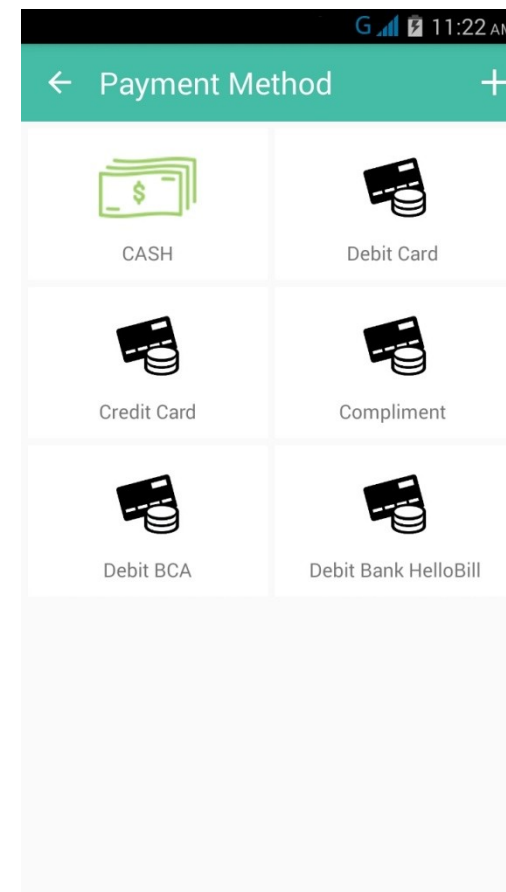 G 11:22 AM
Payment Method
$
CASH
Debit Card
Credit Card
Compliment
Debit BCA
Debit Bank HelloBill